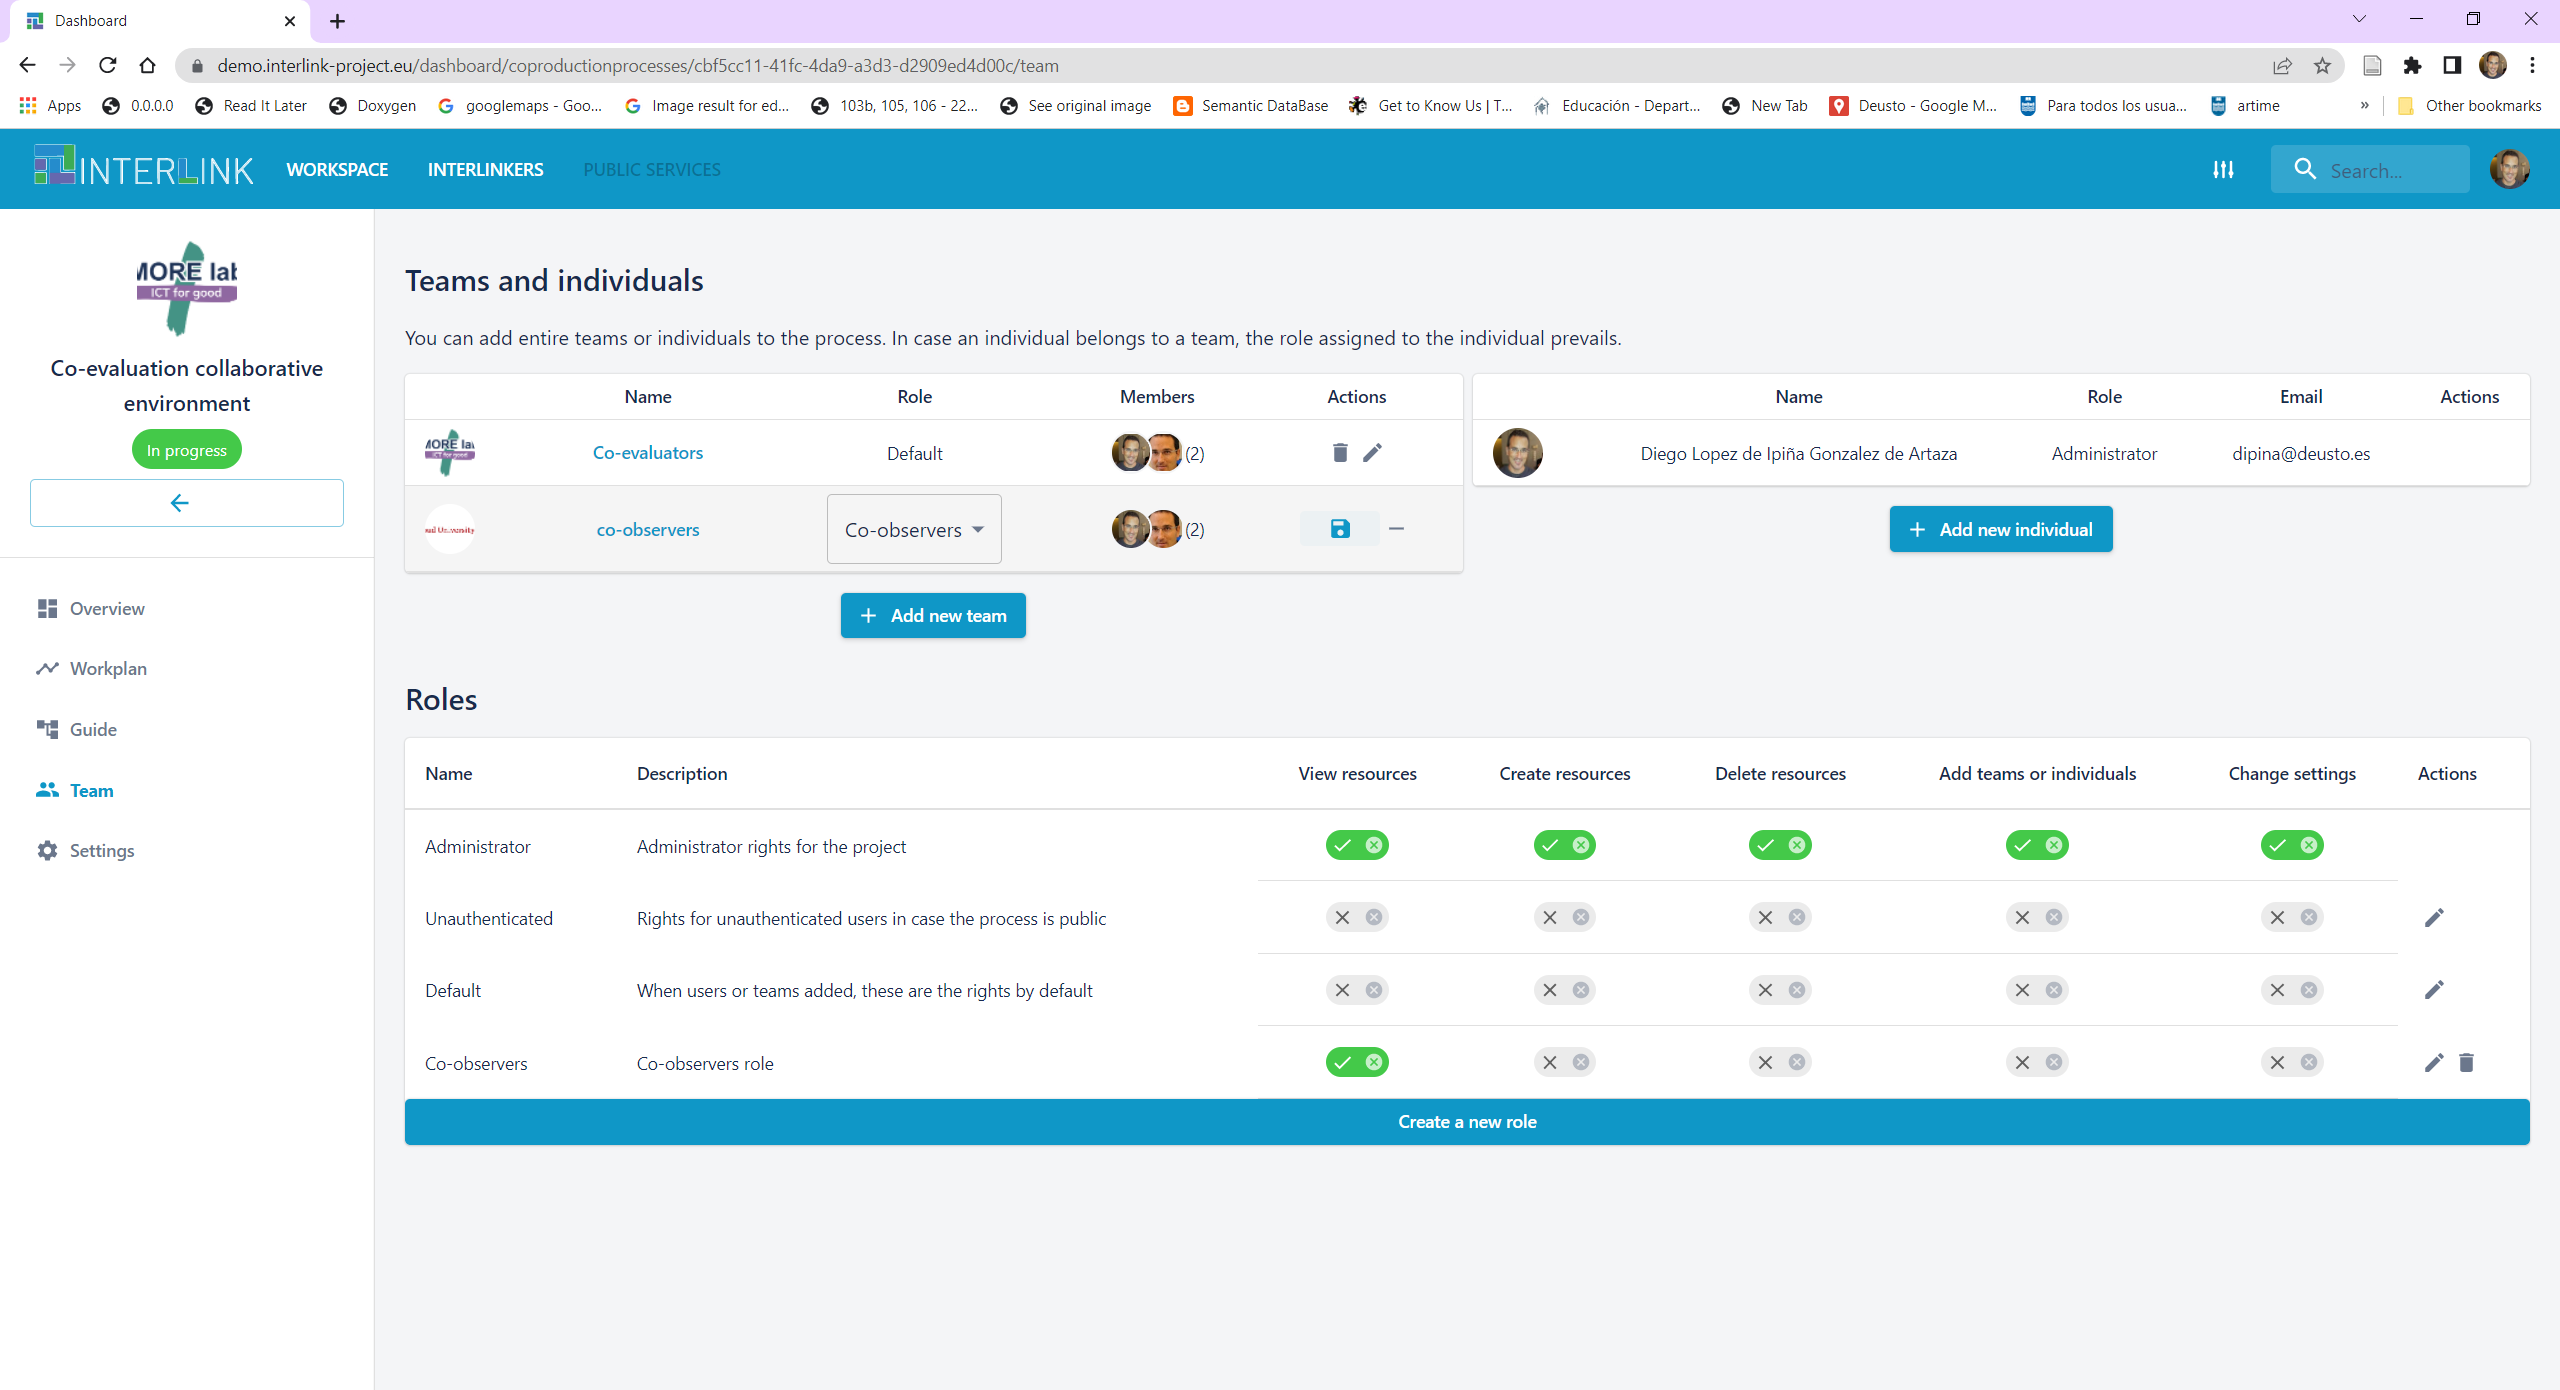 Dashboard
demo.interlink-project.eu/dashboard/coproductionprocesses/cbf5cc11-41fc-4da9-a3d3-d2909ed4d00c/team
Apps 0.0.0.0 Read It Later Doxygen googlemaps - Goo... Image result for ed... 103b, 105, 106 - 22... See original image Semantic DataBase Get to Know Us | T... Educación - Depart... New Tab Deusto - Google M... Para todos los usua... artime » Other bookmarks
INTERLINK WORKSPACE INTERLINKERS PUBLIC SERVICES Search...
MORE lab
ICT for good
Co-evaluation collaborative
environment
In progress
Overview
Workplan
Guide
Team
Settings
Teams and individuals
You can add entire teams or individuals to the process. In case an individual belongs to a team, the role assigned to the individual prevails.
Name Role Members Actions
MORE lab
ICT for good
Co-evaluators Default (2)
co-observers Co-observers (2)
Add new team
Name Role Email Actions
Diego Lopez de Ipiña Gonzalez de Artaza Administrator dipina@deusto.es
Add new individual
Roles
Name Description View resources Create resources Delete resources Add teams or individuals Change settings Actions
Administrator Administrator rights for the project
Unauthenticated Rights for unauthenticated users in case the process is public
Default When users or teams added, these are the rights by default
Co-observers Co-observers role
Create a new role